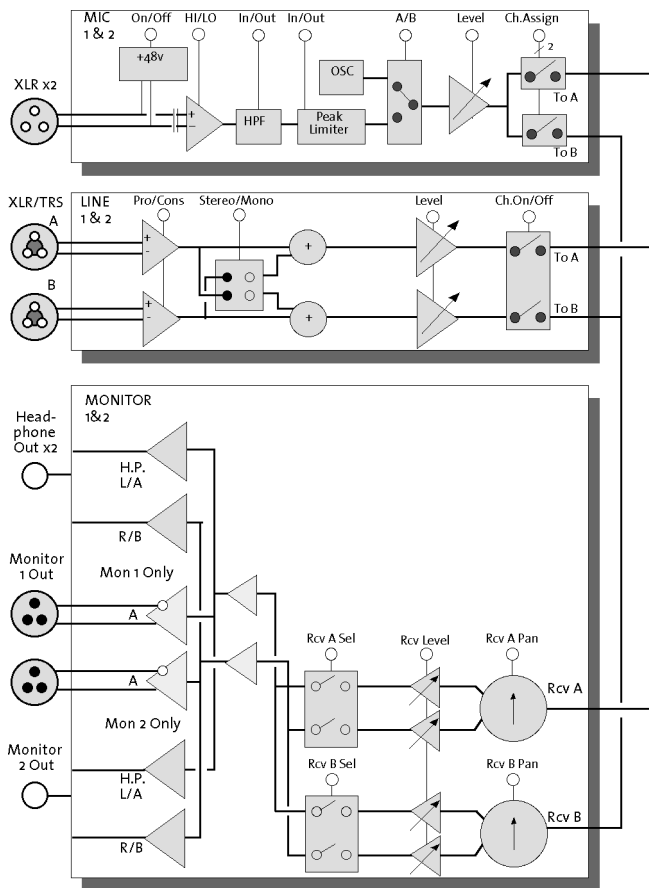 MIC
1 & 2
On/Off
HI/LO
In/Out
In/Out
A/B
Level
Ch.Assign
2
+48v
XLR x2
OSC
+
−
HPF
Peak
Limiter
To A
To B
XLR/TRS
A
LINE
1 & 2
Pro/Cons
Stereo/Mono
Level
Ch.On/Off
+
-
+
To A
B
+
-
+
To B
MONITOR
1&2
Head-
phone
Out x2
H.P.
L/A
R/B
Monitor
1 Out
Mon 1 Only
A
A
Rcv A Sel
Rcv Level
Rcv A Pan
Rcv A
Mon 2 Only
Monitor
2 Out
H.P.
L/A
R/B
Rcv B Sel
Rcv B Pan
Rcv B